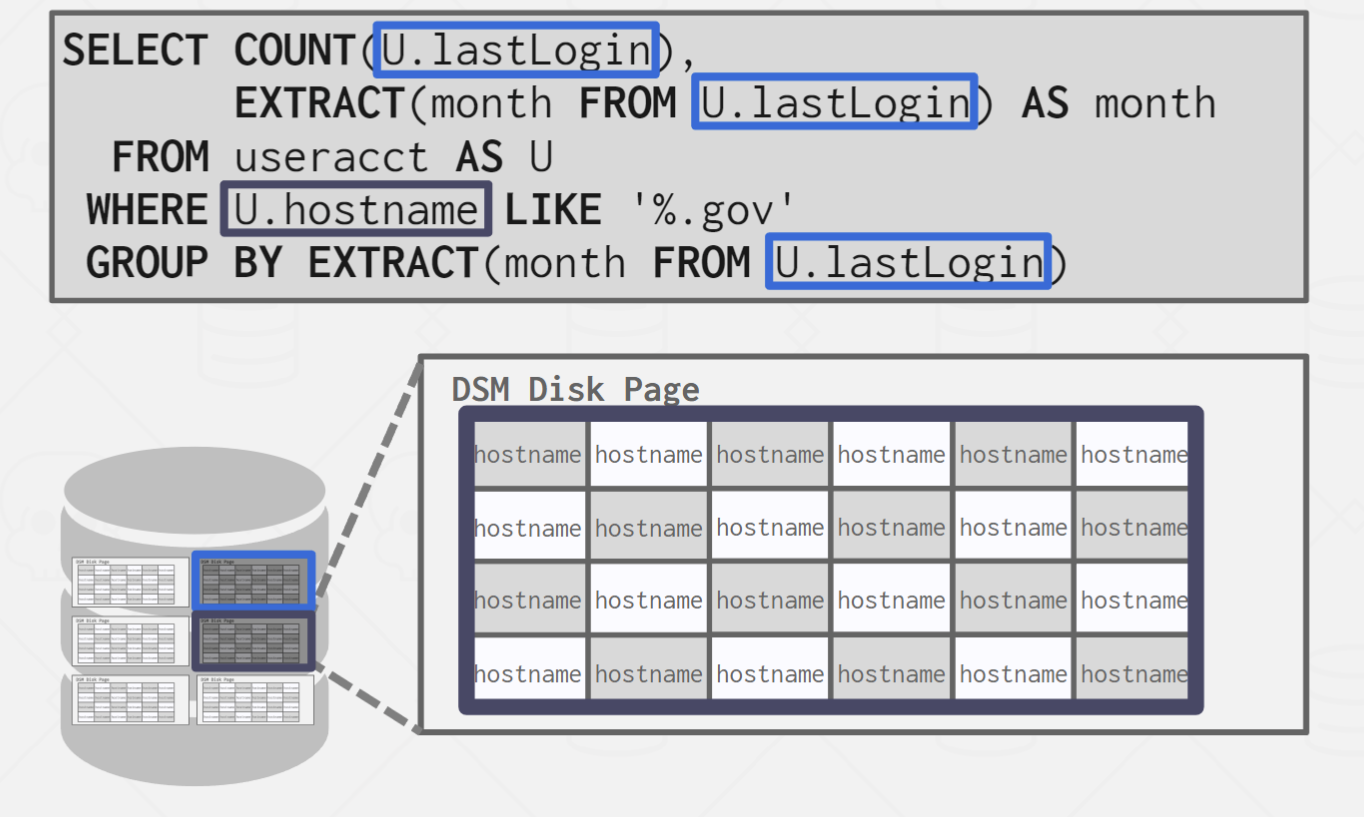 SELECT COUNT(U.lastLogin),
EXTRACT(month FROM U.lastLogin) AS month
FROM useracct AS U
WHERE U.hostname LIKE '%.gov'
GROUP BY EXTRACT(month FROM U.lastLogin)
DSM Disk Page
hostname hostname hostname hostname hostname hostname
hostname hostname hostname hostname hostname hostname
hostname hostname hostname hostname hostname hostname
hostname hostname hostname hostname hostname hostname
DSM Disk Page DSM Disk Page
DSM Disk Page DSM Disk Page
DSM Disk Page DSM Disk Page